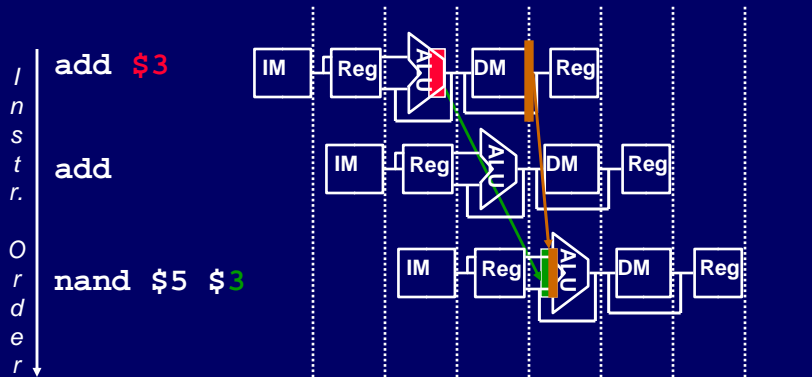 Instr. Order
add $3
IM Reg ALU DM Reg
add
IM Reg ALU DM Reg
nand $5 $3
IM Reg ALU DM Reg